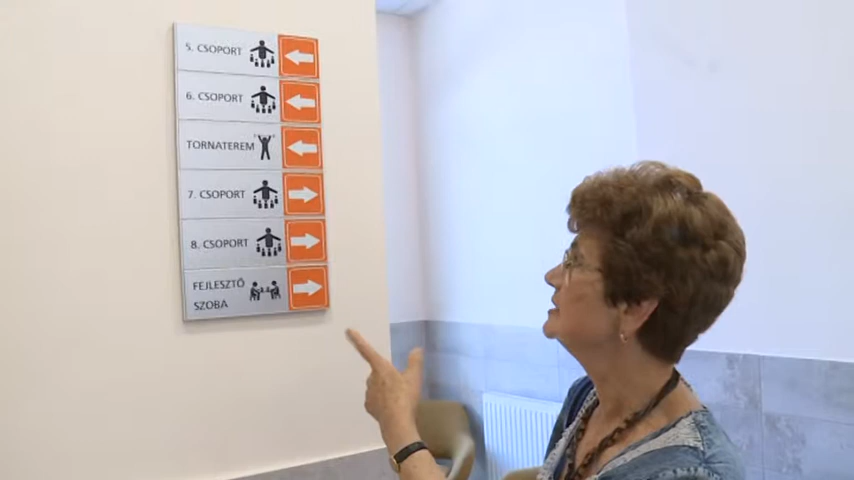 5. CSOPORT
6. CSOPORT
TORNATEREM
7. CSOPORT
8. CSOPORT
FEJLESZTŐ
SZOBA